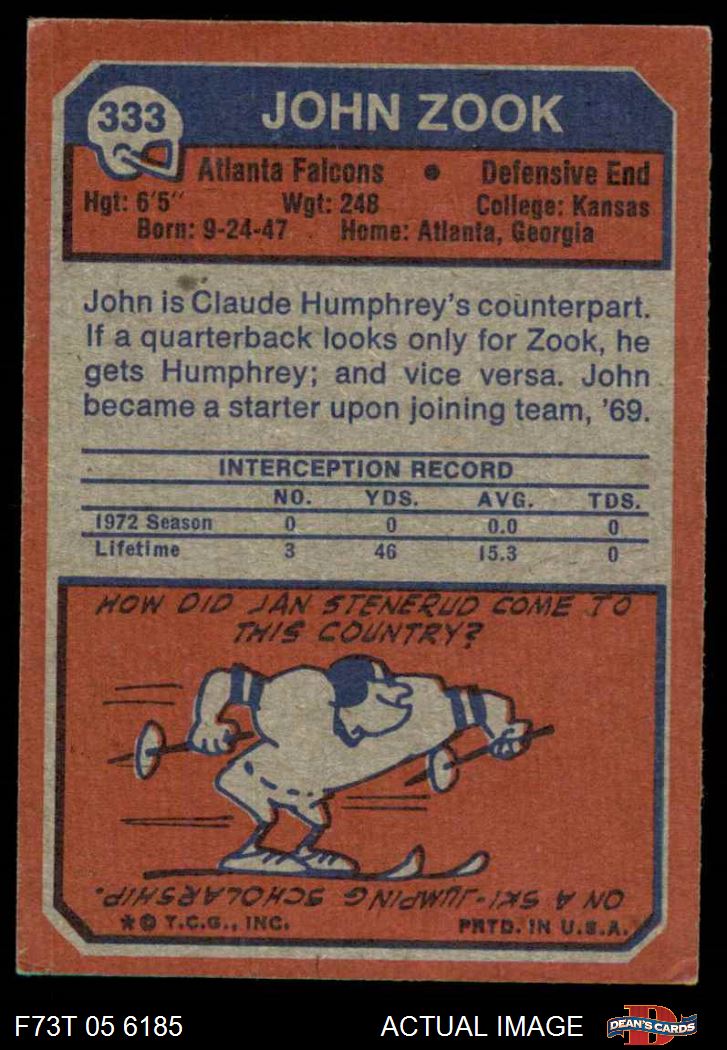 333
JOHN ZOOK
Atlanta Falcons • Defensive End
Hgt: 6'5" Wgt: 248 College: Kansas
Born: 9-24-47 Home: Atlanta, Georgia
John is Claude Humphrey's counterpart.
If a quarterback looks only for Zook, he
gets Humphrey; and vice versa. John
became a starter upon joining team, '69.
INTERCEPTION RECORD
NO. YDS. AVG. TDS.
1972 Season 0 0 0.0 0
Lifetime 3 46 15.3 0
HOW DID JAN STENERUD COME TO
THIS COUNTRY?
ON A SKI-JUMPING SCHOLARSHIP.
*© T.C.G., INC. PRTD. IN U.S.A.
F73T 05 6185 ACTUAL IMAGE
D
DEAN'S CARDS